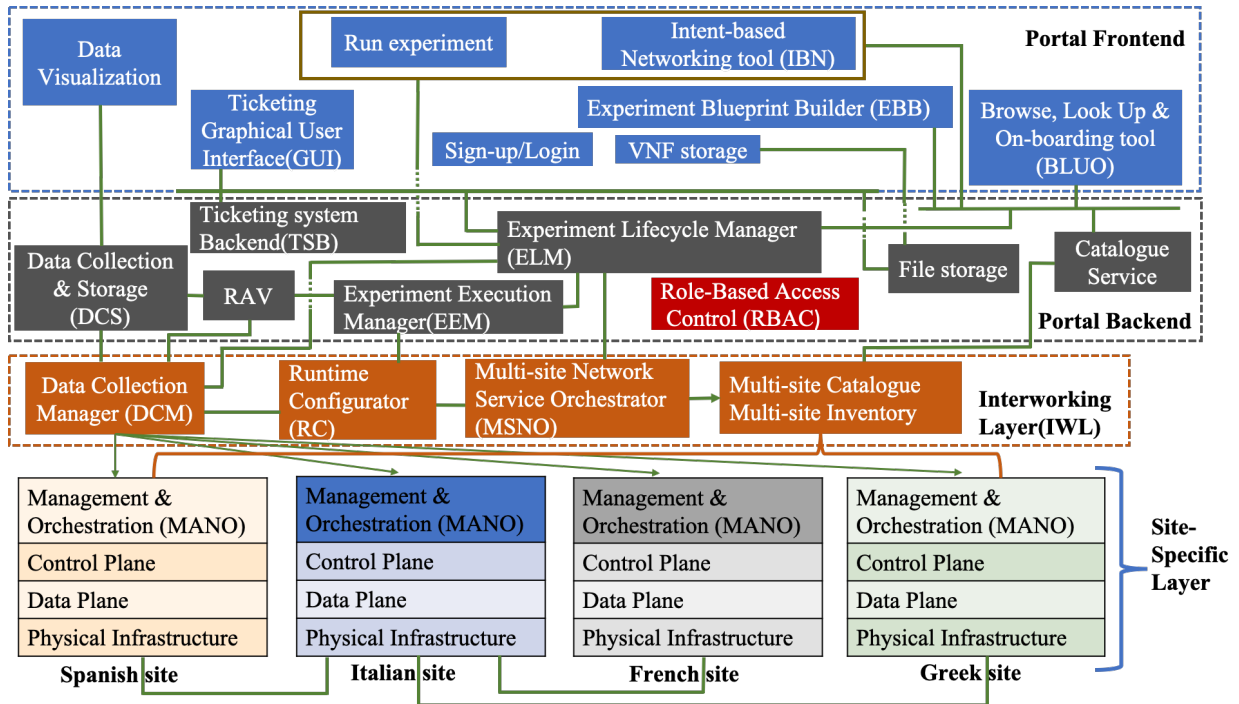 Data
Visualization
Run experiment
Intent-based
Networking tool (IBN)
Portal Frontend
Ticketing
Graphical User
Interface(GUI)
Experiment Blueprint Builder (EBB)
Browse, Look Up &
On-boarding tool
(BLUO)
Sign-up/Login
VNF storage
Ticketing system
Backend(TSB)
Experiment Lifecycle Manager
(ELM)
Data Collection
& Storage
(DCS)
RAV
Experiment Execution
Manager(EEM)
Role-Based Access
Control (RBAC)
File storage
Catalogue
Service
Portal Backend
Data Collection
Manager (DCM)
Runtime
Configurator
(RC)
Multi-site Network
Service Orchestrator
(MSNO)
Multi-site Catalogue
Multi-site Inventory
Interworking
Layer(IWL)
Management &
Orchestration (MANO)
Control Plane
Data Plane
Physical Infrastructure
Spanish site
Management &
Orchestration (MANO)
Control Plane
Data Plane
Physical Infrastructure
Italian site
Management &
Orchestration (MANO)
Control Plane
Data Plane
Physical Infrastructure
French site
Management &
Orchestration (MANO)
Control Plane
Data Plane
Physical Infrastructure
Greek site
Site-
Specific
Layer